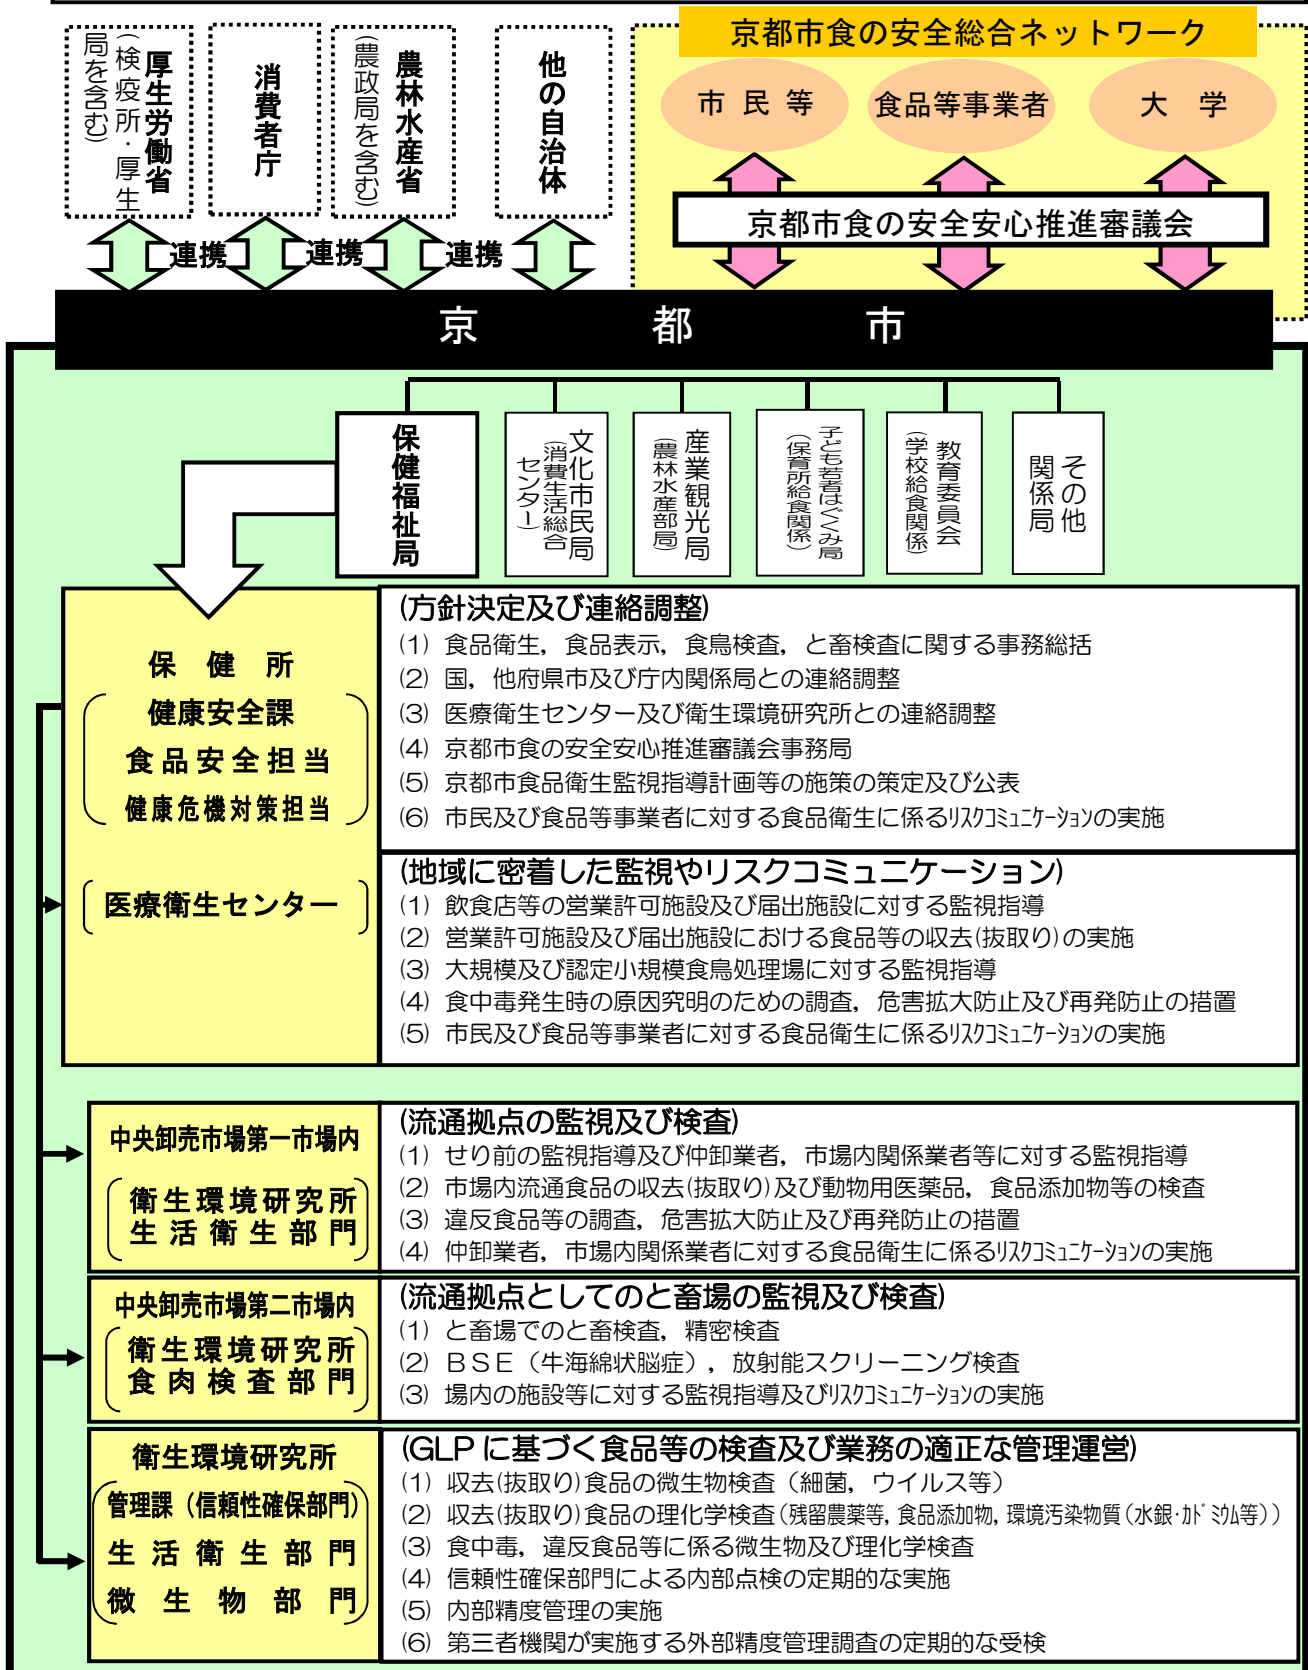 京都市食の安全総合ネットワーク
厚生労働省
(検疫所・厚生
局を含む)
消費者庁
農林水産省
(農政局を含む)
他の自治体
市民等
食品等事業者
大学
京都市食の安全安心推進審議会
連携
連携
連携
京都市
保健福祉局
文化市民局
(消費生活総合
センター)
産業観光局
(農林水産部局)
子ども若者はぐくみ局
(保育所給食関係)
教育委員会
(学校給食関係)
その他
関係局
保健所
健康安全課
食品安全担当
健康危機対策担当
(方針決定及び連絡調整)
(1) 食品衛生，食品表示，食鳥検査，と畜検査に関する事務総括
(2) 国，他府県市及び庁内関係局との連絡調整
(3) 医療衛生センター及び衛生環境研究所との連絡調整
(4) 京都市食の安全安心推進審議会事務局
(5) 京都市食品衛生監視指導計画等の施策の策定及び公表
(6) 市民及び食品等事業者に対する食品衛生に係るﾘｽｸｺﾐｭﾆｹｰｼｮﾝの実施
医療衛生センター
(地域に密着した監視やリスクコミュニケーション)
(1) 飲食店等の営業許可施設及び届出施設に対する監視指導
(2) 営業許可施設及び届出施設における食品等の収去(抜取り)の実施
(3) 大規模及び認定小規模食鳥処理場に対する監視指導
(4) 食中毒発生時の原因究明のための調査，危害拡大防止及び再発防止の措置
(5) 市民及び食品等事業者に対する食品衛生に係るﾘｽｸｺﾐｭﾆｹｰｼｮﾝの実施
中央卸売市場第一市場内
衛生環境研究所
生活衛生部門
(流通拠点の監視及び検査)
(1) せり前の監視指導及び仲卸業者，市場内関係業者等に対する監視指導
(2) 市場内流通食品の収去(抜取り)及び動物用医薬品，食品添加物等の検査
(3) 違反食品等の調査，危害拡大防止及び再発防止の措置
(4) 仲卸業者，市場内関係業者に対する食品衛生に係るﾘｽｸｺﾐｭﾆｹｰｼｮﾝの実施
中央卸売市場第二市場内
衛生環境研究所
食肉検査部門
(流通拠点としてのと畜場の監視及び検査)
(1) と畜場でのと畜検査，精密検査
(2) ＢＳＥ（牛海綿状脳症），放射能スクリーニング検査
(3) 場内の施設等に対する監視指導及びﾘｽｸｺﾐｭﾆｹｰｼｮﾝの実施
衛生環境研究所
管理課（信頼性確保部門）
生活衛生部門
微生物部門
(GLP に基づく食品等の検査及び業務の適正な管理運営)
(1) 収去(抜取り)食品の微生物検査（細菌，ウイルス等）
(2) 収去(抜取り)食品の理化学検査（残留農薬等，食品添加物，環境汚染物質（水銀・ｶﾄﾞﾐｳﾑ等））
(3) 食中毒，違反食品等に係る微生物及び理化学検査
(4) 信頼性確保部門による内部点検の定期的な実施
(5) 内部精度管理の実施
(6) 第三者機関が実施する外部精度管理調査の定期的な受検